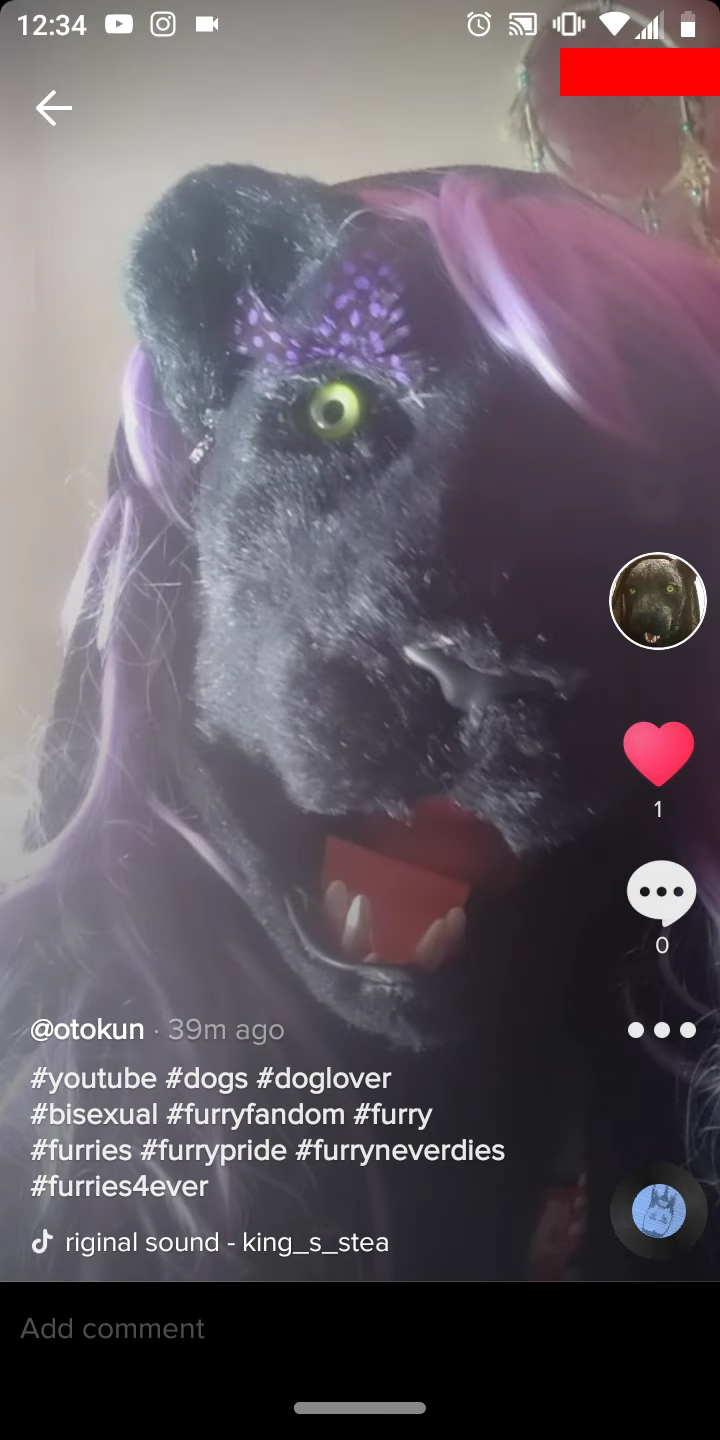 12:34
@otokun · 39m ago
#youtube #dogs #doglover
#bisexual #furryfandom #furry
#furries #furrypride #furryneverdies
#furries4ever
riginal sound - king_s_stea
1
0
Add comment